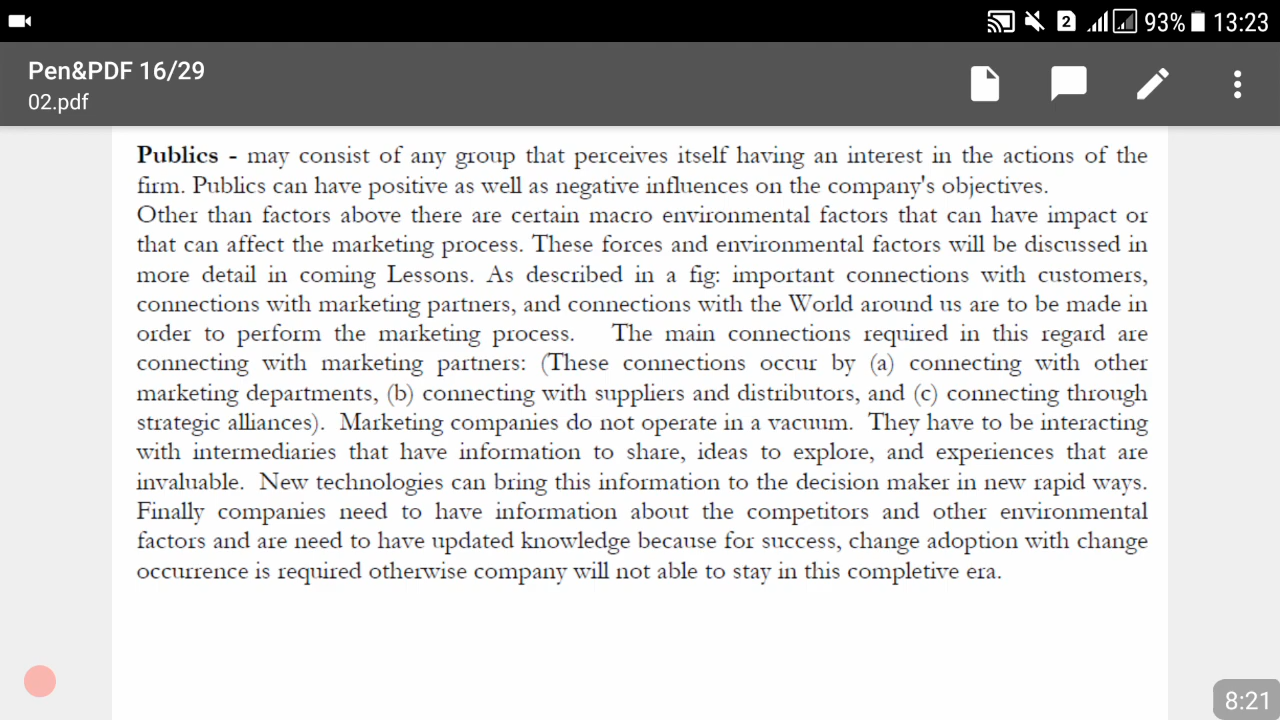 2 93% 13:23
Pen&PDF 16/29
02.pdf
Publics - may consist of any group that perceives itself having an interest in the actions of the
firm. Publics can have positive as well as negative influences on the company's objectives.
Other than factors above there are certain macro environmental factors that can have impact or
that can affect the marketing process. These forces and environmental factors will be discussed in
more detail in coming Lessons. As described in a fig: important connections with customers,
connections with marketing partners, and connections with the World around us are to be made in
order to perform the marketing process. The main connections required in this regard are
connecting with marketing partners: (These connections occur by (a) connecting with other
marketing departments, (b) connecting with suppliers and distributors, and (c) connecting through
strategic alliances). Marketing companies do not operate in a vacuum. They have to be interacting
with intermediaries that have information to share, ideas to explore, and experiences that are
invaluable. New technologies can bring this information to the decision maker in new rapid ways.
Finally companies need to have information about the competitors and other environmental
factors and are need to have updated knowledge because for success, change adoption with change
occurrence is required otherwise company will not able to stay in this completive era.
8:21